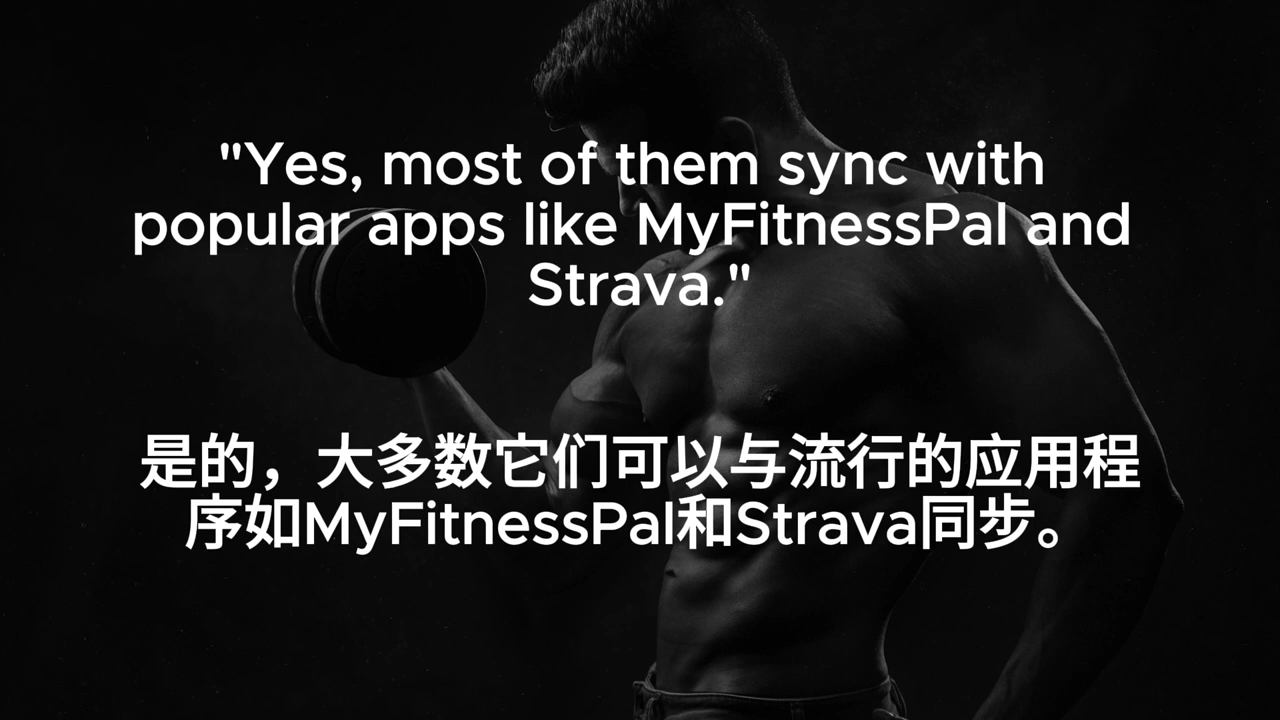 "Yes, most of them sync with
popular apps like MyFitnessPal and
Strava."
是的，大多数它们可以与流行的应用程
序如MyFitnessPal和Strava同步。